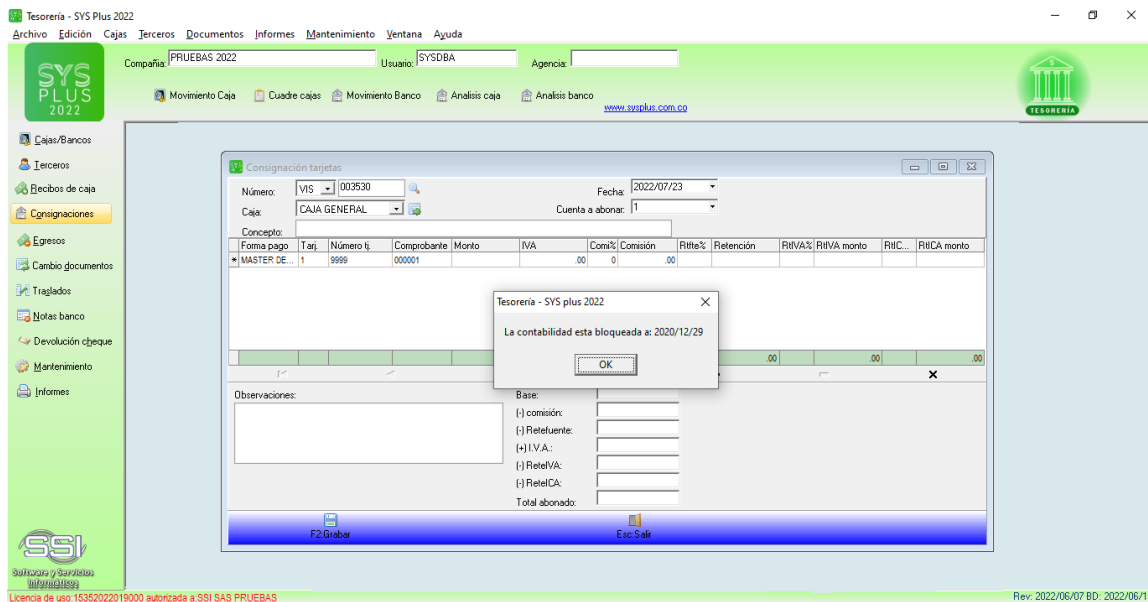 Tesorería - SYS Plus 2022
Archivo Edición Cajas Terceros Documentos Informes Mantenimiento Ventana Ayuda
SYS
PLUS
2022
Compañia: PRUEBAS 2022 Usuario: SYSDBA Agencia:
Movimiento Caja Cuadre cajas Movimiento Banco Analisis caja Analisis banco
www.sysplus.com.co
TESORERÍA
Cajas/Bancos
Terceros
Recibos de caja
Consignaciones
Egresos
Cambio documentos
Traslados
Notas banco
Devolución cheque
Mantenimiento
Informes
Consignación tarjetas
Número: VIS 003530 Fecha: 2022/07/23
Caja: CAJA GENERAL Cuenta a abonar: 1
Concepto:
Forma pago Tarj. Número tj. Comprobante Monto IVA Comi% Comisión Rtfte% Retención RtIVA% RtIVA monto RtIC... RtICA monto
* MASTER DE... 1 9999 000001 .00 0 .00
Tesorería - SYS plus 2022
La contabilidad esta bloqueada a: 2020/12/29
OK
.00 .00 .00
Observaciones:
Base:
(-) comisión:
(-) Retefuente:
(+) I.V.A.:
(-) ReteIVA:
(-) ReteICA:
Total abonado:
F2:Grabar Esc:Salir
SSI
Software y Servicios
Informáticos
Licencia de uso:15352022019000 autorizada a:SSI SAS PRUEBAS
Rev: 2022/06/07 BD: 2022/06/1